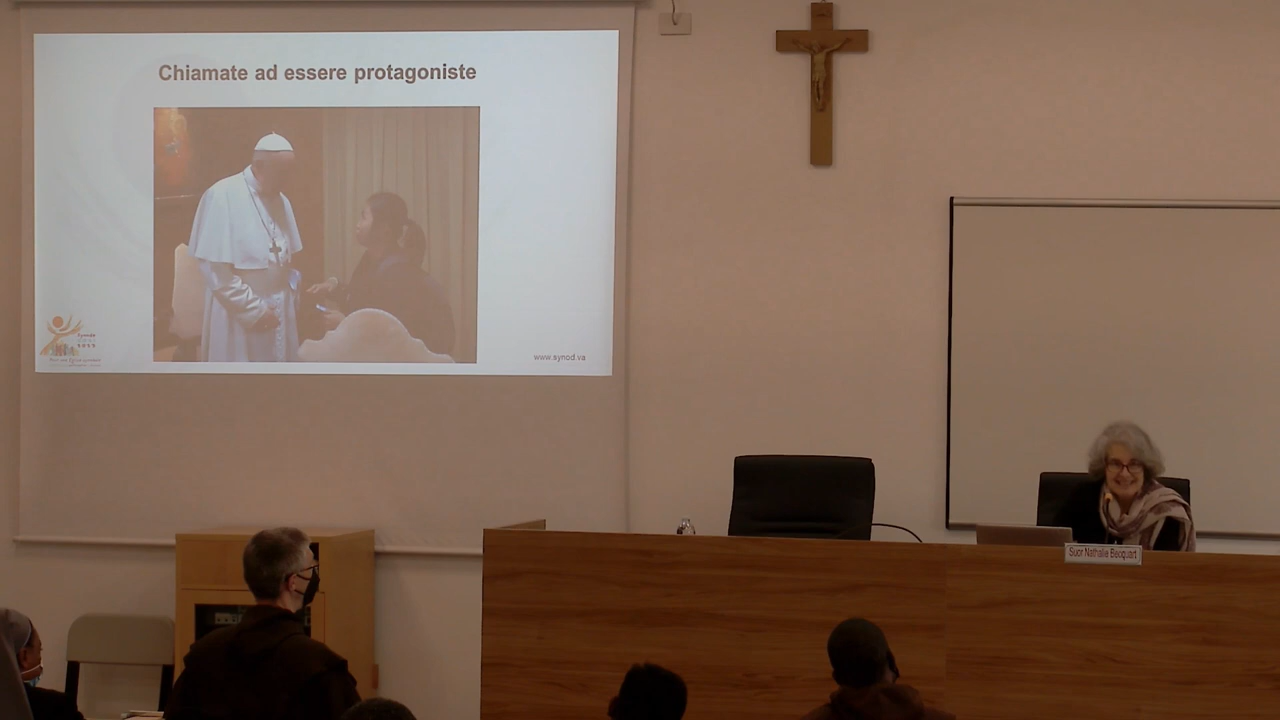 Chiamate ad essere protagoniste
www.synod.va
Suor Nathalie Becquart